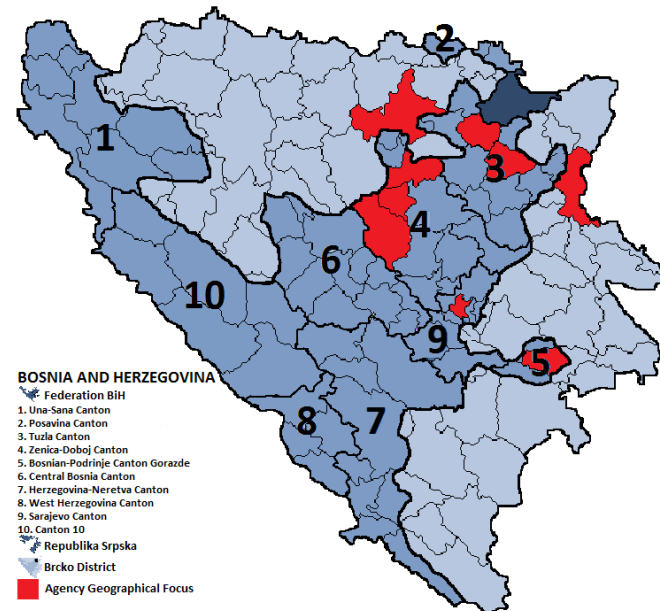 1
2
3
4
5
6
7
8
9
10
BOSNIA AND HERZEGOVINA
Federation BiH
1. Una-Sana Canton
2. Posavina Canton
3. Tuzla Canton
4. Zenica-Doboj Canton
5. Bosnian-Podrinje Canton Gorazde
6. Central Bosnia Canton
7. Herzegovina-Neretva Canton
8. West Herzegovina Canton
9. Sarajevo Canton
10. Canton 10
Republika Srpska
Brcko District
Agency Geographical Focus